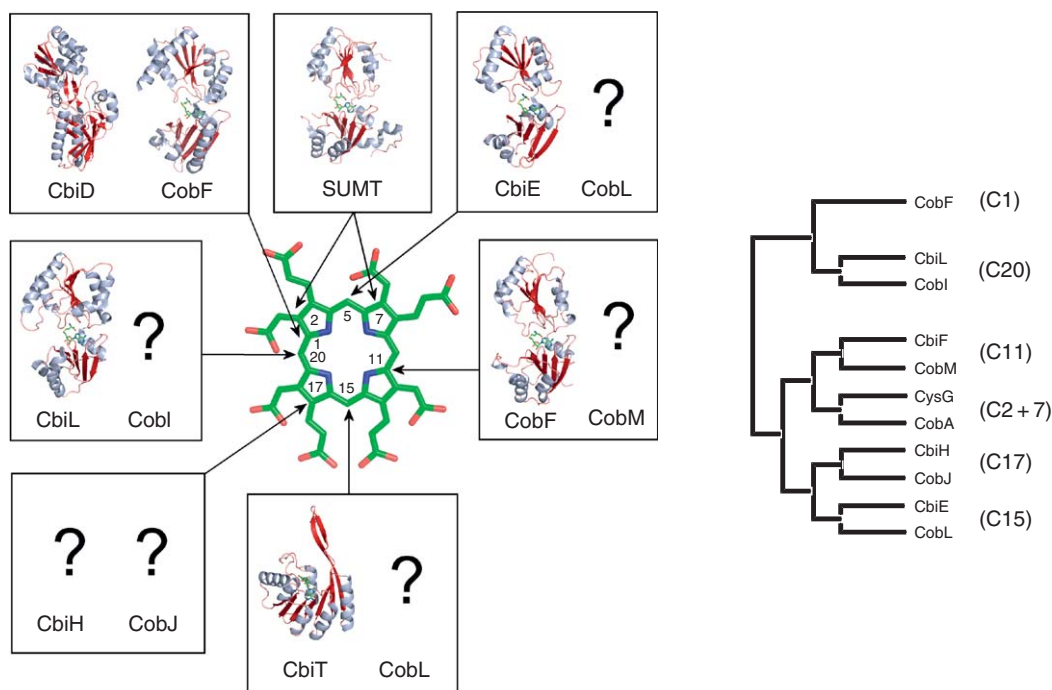 CbiD CobF
SUMT
?
CbiE CobL
?
CbiL CobI
?
CobF CobM
? ?
CbiH CobJ
?
CbiT CobL
2
5
7
1
20
11
17
15
CobF (C1)
CbiL
CobI
(C20)
CbiF
CobM
(C11)
CysG
CobA
(C2 + 7)
CbiH
CobJ
(C17)
CbiE
CobL
(C15)